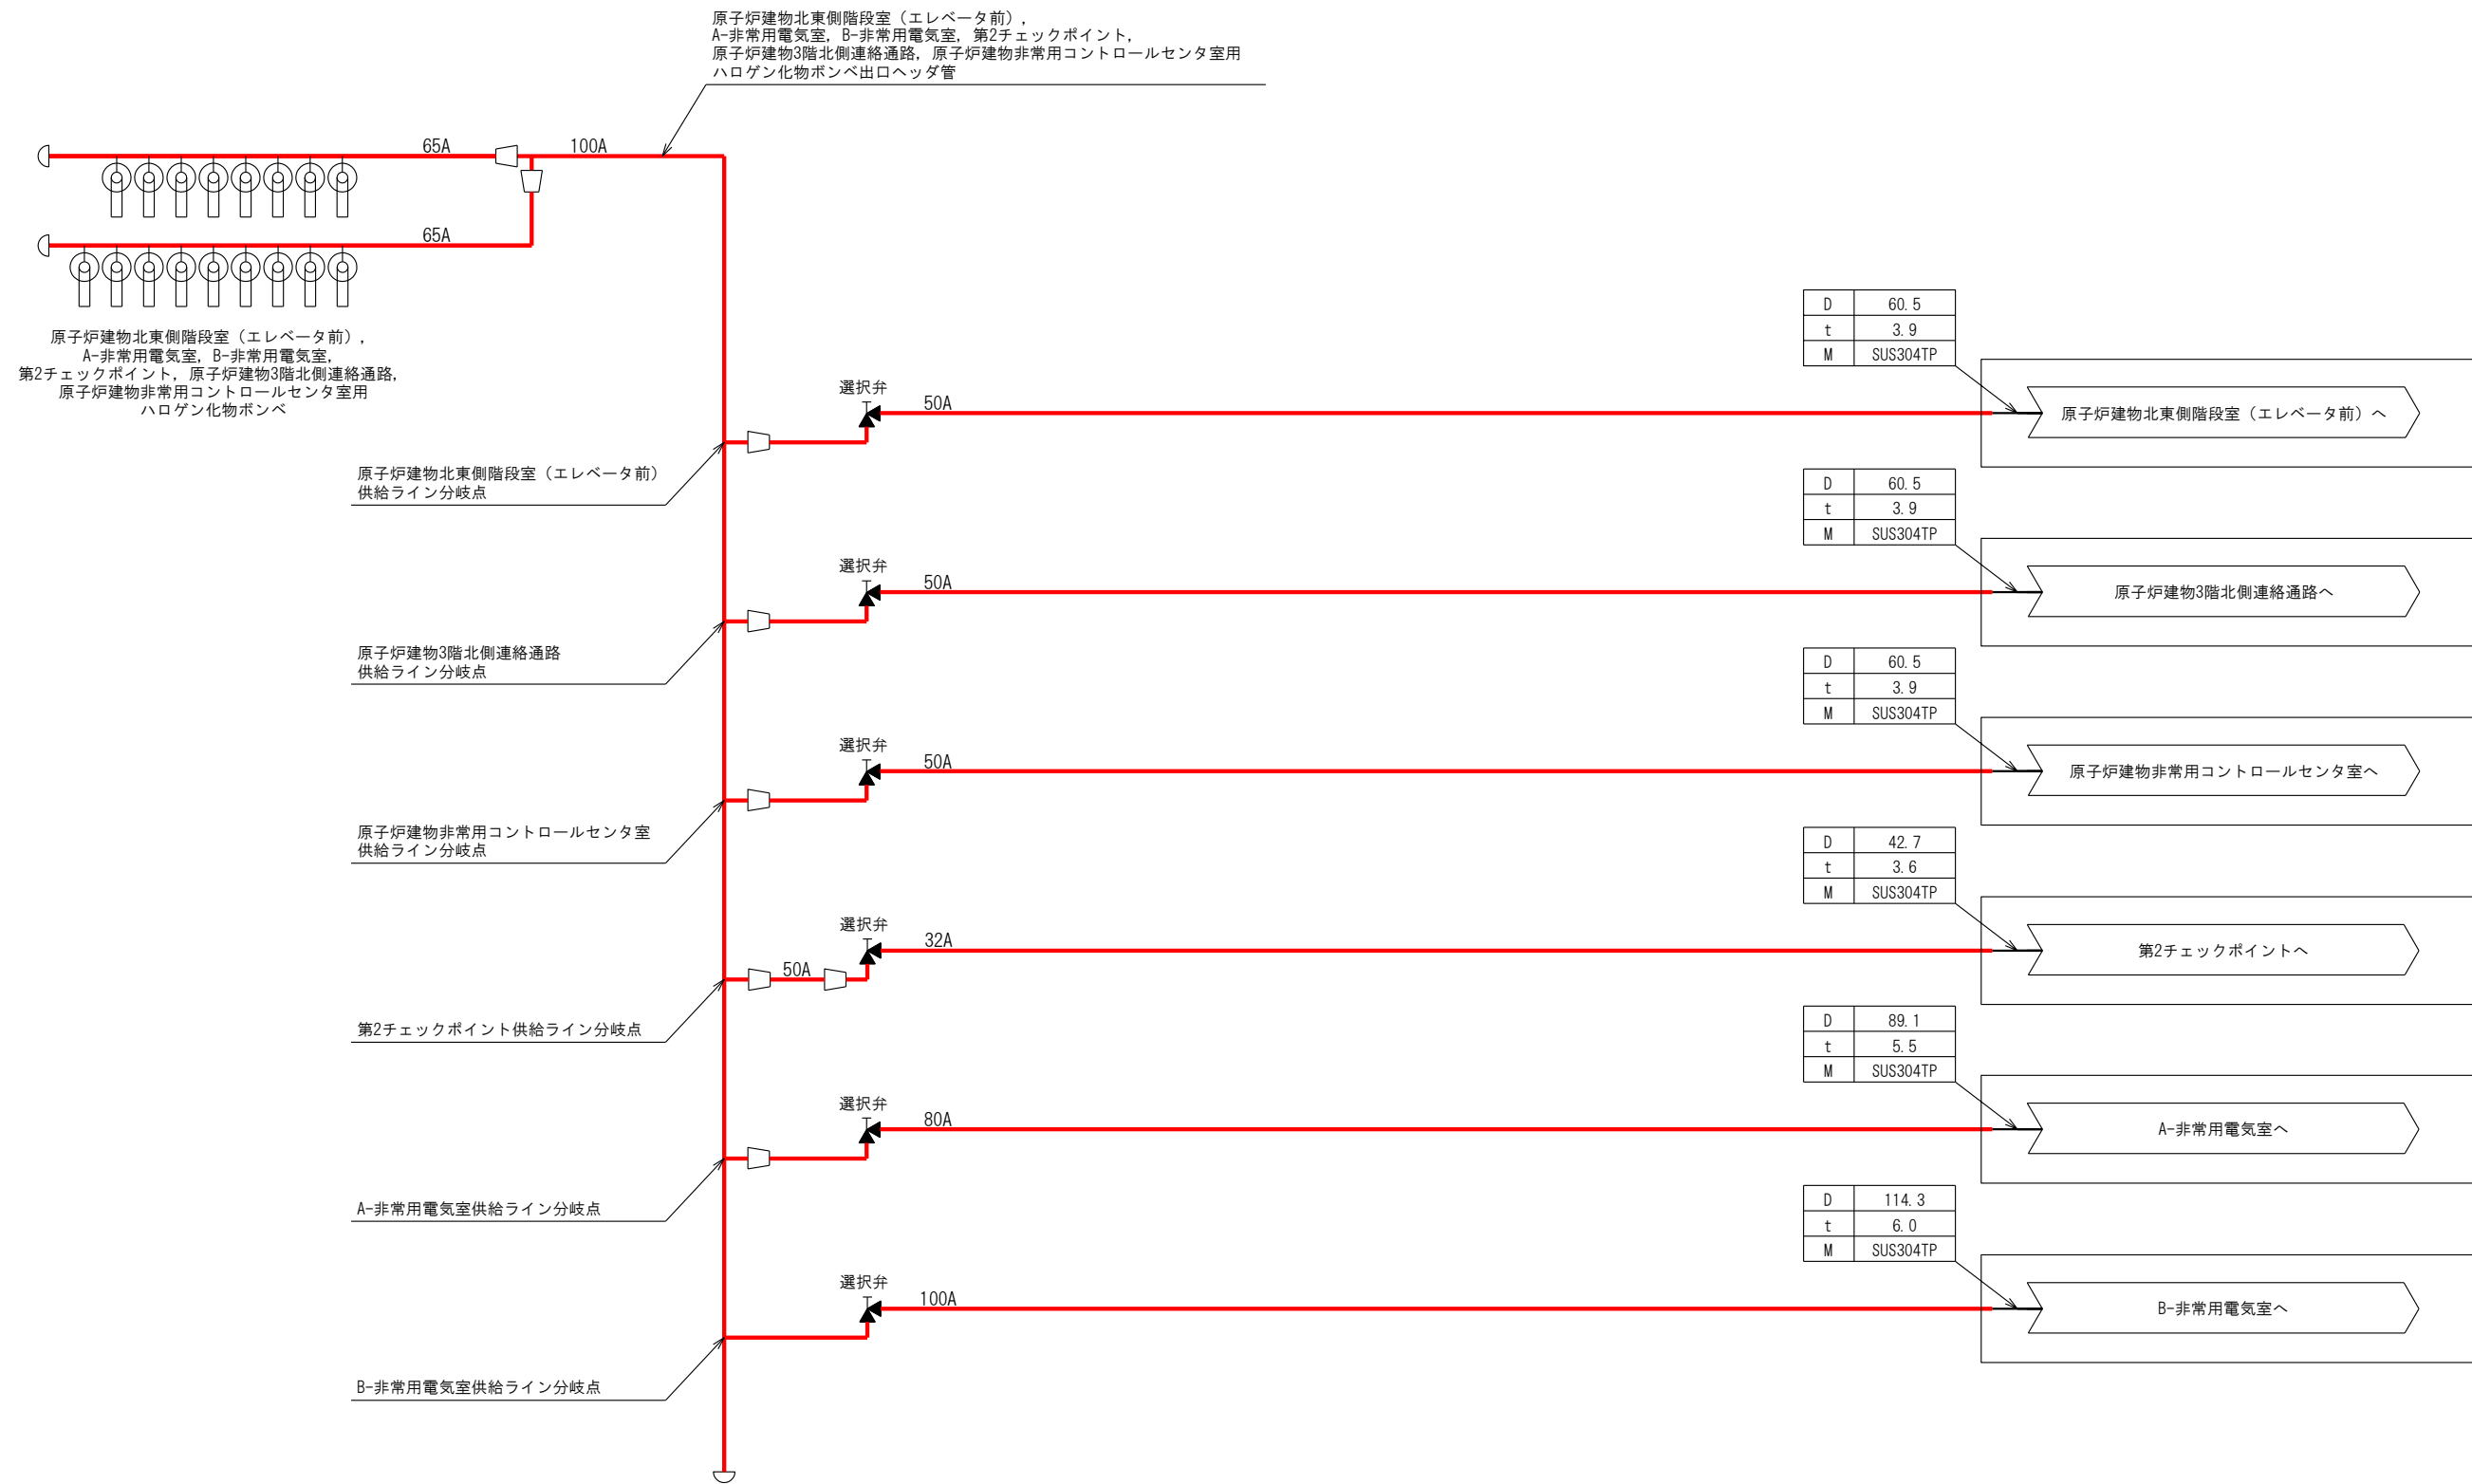 原子炉建物北東側階段室（エレベータ前），
A-非常用電気室，B-非常用電気室，第2チェックポイント，
原子炉建物3階北側連絡通路，原子炉建物非常用コントロールセンタ室用
ハロゲン化物ボンベ出口ヘッダ管
65A
100A
65A
原子炉建物北東側階段室（エレベータ前），
A-非常用電気室，B-非常用電気室，
第2チェックポイント，原子炉建物3階北側連絡通路，
原子炉建物非常用コントロールセンタ室用
ハロゲン化物ボンベ
D 60.5
t 3.9
M SUS304TP
選択弁
50A
原子炉建物北東側階段室（エレベータ前）へ
原子炉建物北東側階段室（エレベータ前）
供給ライン分岐点
D 60.5
t 3.9
M SUS304TP
選択弁
50A
原子炉建物3階北側連絡通路へ
原子炉建物3階北側連絡通路
供給ライン分岐点
D 60.5
t 3.9
M SUS304TP
選択弁
50A
原子炉建物非常用コントロールセンタ室へ
原子炉建物非常用コントロールセンタ室
供給ライン分岐点
D 42.7
t 3.6
M SUS304TP
選択弁
32A
50A
第2チェックポイントへ
第2チェックポイント供給ライン分岐点
D 89.1
t 5.5
M SUS304TP
選択弁
80A
A-非常用電気室へ
A-非常用電気室供給ライン分岐点
D 114.3
t 6.0
M SUS304TP
選択弁
100A
B-非常用電気室へ
B-非常用電気室供給ライン分岐点